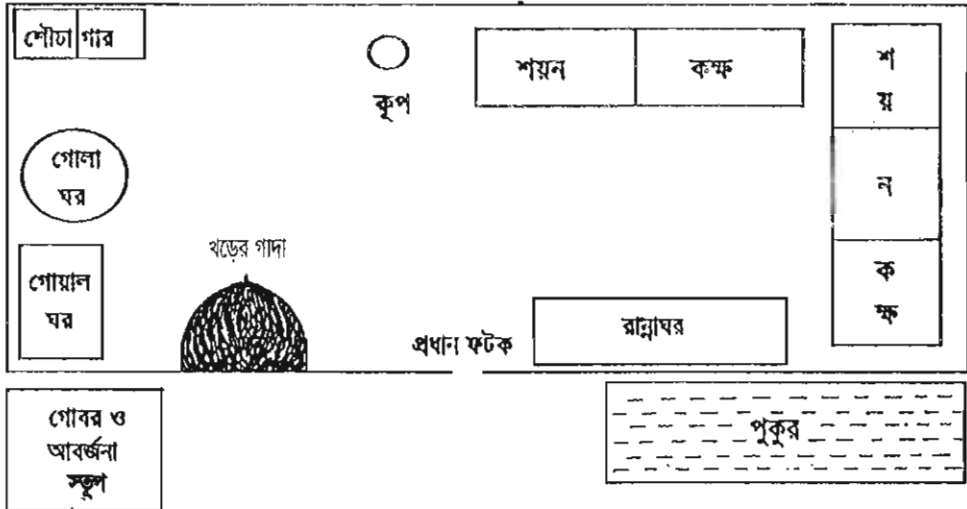 শৌচাগার
কূপ
শয়ন কক্ষ
শ
য়
ন
ক
ক্ষ
গোলা
ঘর
খড়ের গাদা
গোয়াল
ঘর
প্রধান ফটক
রান্নাঘর
গোবর ও
আবর্জনা
স্তূপ
পুকুর